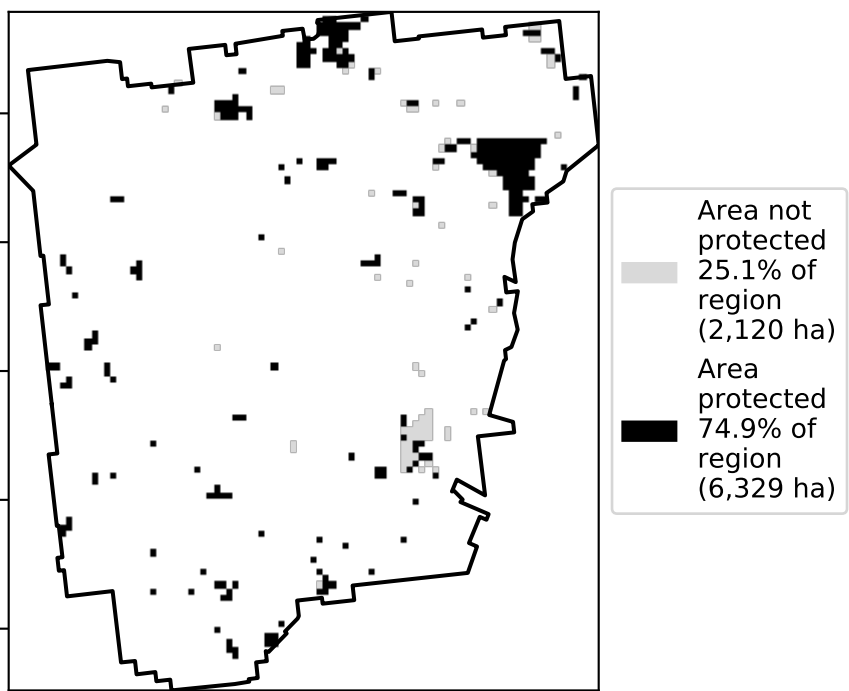 Area not
protected
25.1% of
region
(2,120 ha)
Area
protected
74.9% of
region
(6,329 ha)